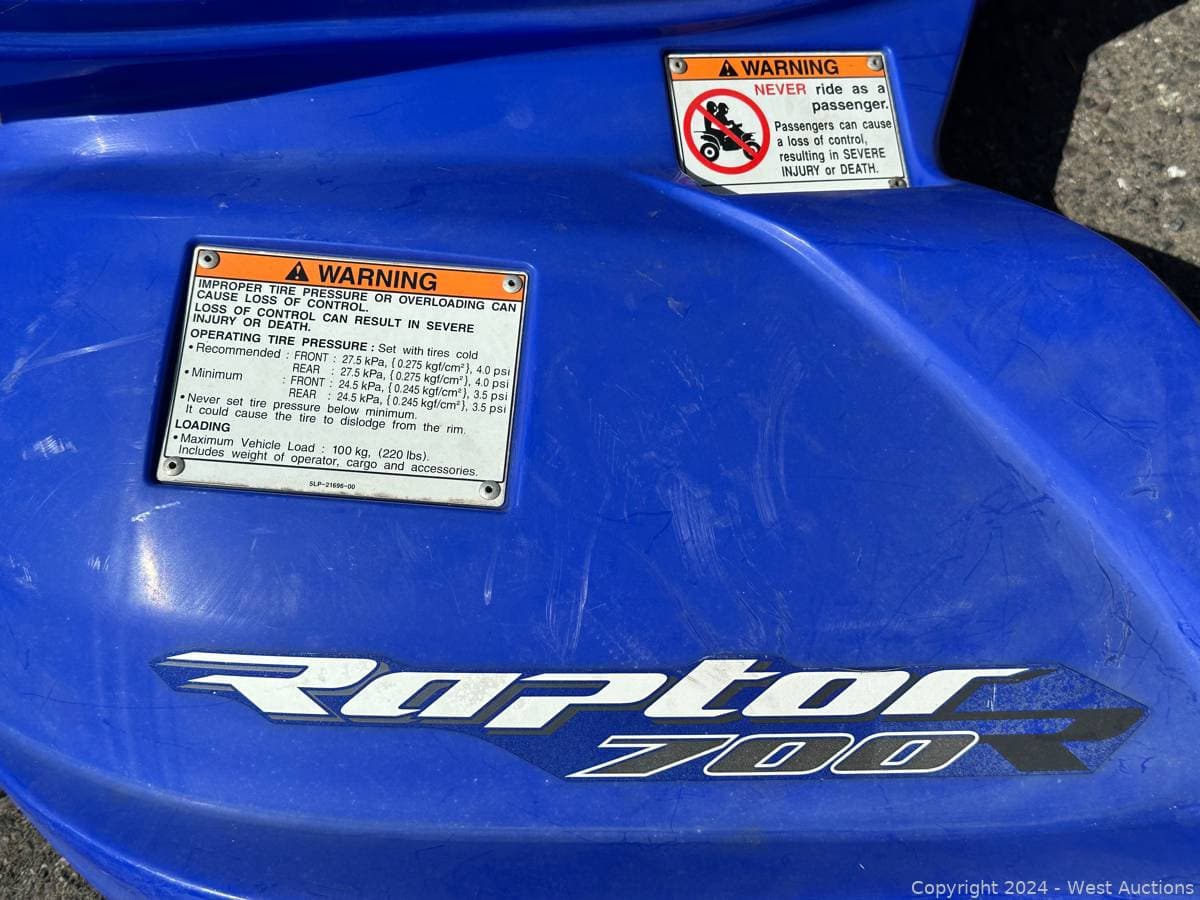 WARNING
NEVER ride as a
passenger.
Passengers can cause
a loss of control,
resulting in SEVERE
INJURY or DEATH.
WARNING
IMPROPER TIRE PRESSURE OR OVERLOADING CAN
CAUSE LOSS OF CONTROL.
LOSS OF CONTROL CAN RESULT IN SEVERE
INJURY OR DEATH.
OPERATING TIRE PRESSURE : Set with tires cold
• Recommended : FRONT : 27.5 kPa, {0.275 kgf/cm²}, 4.0 psi
REAR : 27.5 kPa, {0.275 kgf/cm²}, 4.0 psi
• Minimum : FRONT : 24.5 kPa, {0.245 kgf/cm²}, 3.5 psi
REAR : 24.5 kPa, {0.245 kgf/cm²}, 3.5 psi
• Never set tire pressure below minimum.
It could cause the tire to dislodge from the rim.
LOADING
• Maximum Vehicle Load : 100 kg, (220 lbs).
Includes weight of operator, cargo and accessories.
5LP-21696-00
Raptor
700R
Copyright 2024 - West Auctions